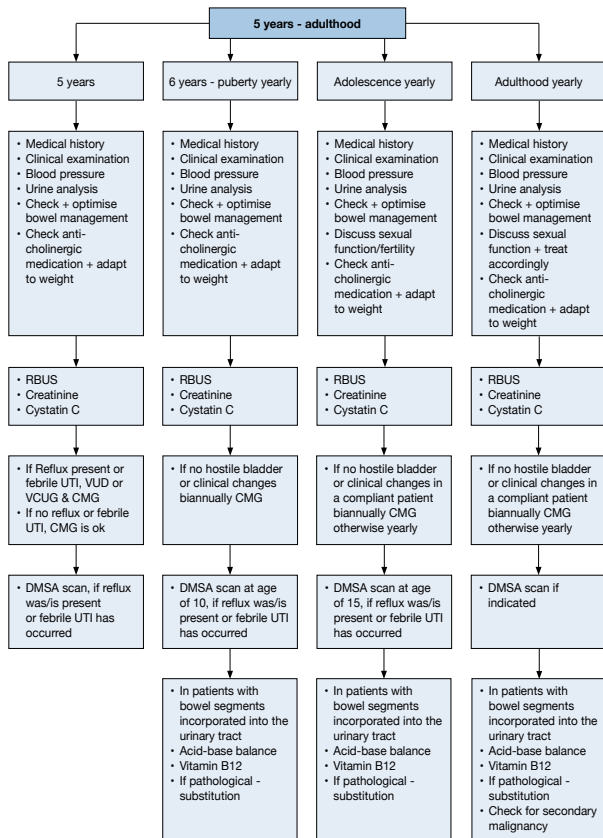 5 years - adulthood
5 years
6 years - puberty yearly
Adolescence yearly
Adulthood yearly
• Medical history
• Clinical examination
• Blood pressure
• Urine analysis
• Check + optimise
bowel management
• Check anti-
cholinergic
medication + adapt
to weight
• Medical history
• Clinical examination
• Blood pressure
• Urine analysis
• Check + optimise
bowel management
• Check anti-
cholinergic
medication + adapt
to weight
• Medical history
• Clinical examination
• Blood pressure
• Urine analysis
• Check + optimise
bowel management
• Discuss sexual
function/fertility
• Check anti-
cholinergic
medication + adapt
to weight
• Medical history
• Clinical examination
• Blood pressure
• Urine analysis
• Check + optimise
bowel management
• Discuss sexual
function + treat
accordingly
• Check anti-
cholinergic
medication + adapt
to weight
• RBUS
• Creatinine
• Cystatin C
• RBUS
• Creatinine
• Cystatin C
• RBUS
• Creatinine
• Cystatin C
• RBUS
• Creatinine
• Cystatin C
• If Reflux present or
febrile UTI, VUD or
VCUG & CMG
• If no reflux or febrile
UTI, CMG is ok
• If no hostile bladder
or clinical changes
biannually CMG
• If no hostile bladder
or clinical changes in
a compliant patient
biannually CMG
otherwise yearly
• If no hostile bladder
or clinical changes in
a compliant patient
biannually CMG
otherwise yearly
• DMSA scan, if reflux
was/is present
or febrile UTI has
occurred
• DMSA scan at age
of 10, if reflux was/is
present or febrile UTI
has occurred
• DMSA scan at age
of 15, if reflux was/is
present or febrile UTI
has occurred
• DMSA scan if
indicated
• In patients with
bowel segments
incorporated into the
urinary tract
• Acid-base balance
• Vitamin B12
• If pathological -
substitution
• In patients with
bowel segments
incorporated into the
urinary tract
• Acid-base balance
• Vitamin B12
• If pathological -
substitution
• In patients with
bowel segments
incorporated into the
urinary tract
• Acid-base balance
• Vitamin B12
• If pathological -
substitution
• Check for secondary
malignancy